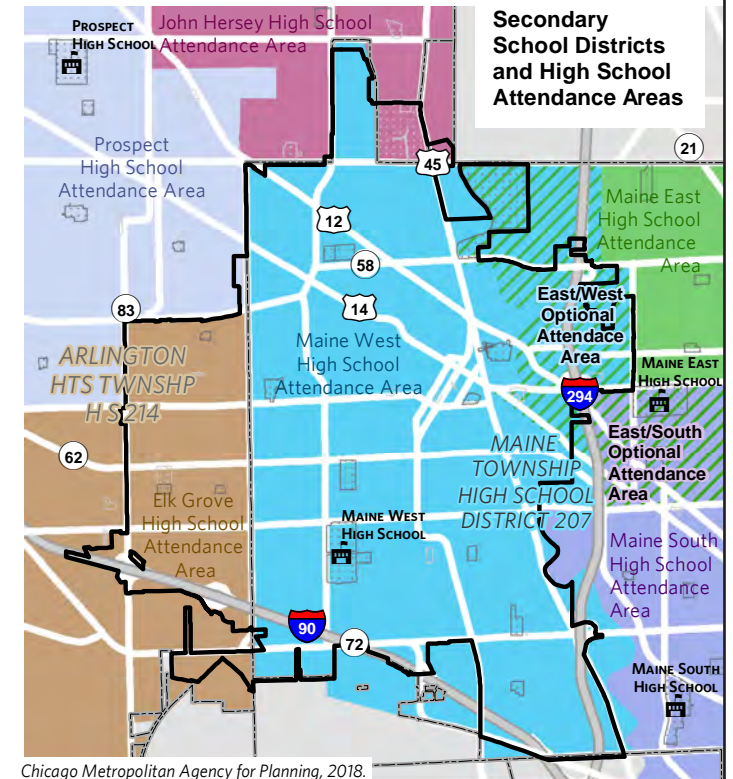 Secondary
School Districts
and High School
Attendance Areas
PROSPECT
HIGH SCHOOL
John Hersey High School
Attendance Area
21
45
Prospect
High School
Attendance Area
Maine East
High School
Attendance
Area
12
58
14
83
East/West
Optional
Attendace
Area
Maine West
High School
Attendance Area
ARLINGTON
HTS TWNSHP
H S 214
MAINE EAST
HIGH SCHOOL
294
East/South
Optional
Attendance
Area
62
MAINE
TOWNSHIP
HIGH SCHOOL
DISTRICT 207
Elk Grove
High School
Attendance
Area
MAINE WEST
HIGH SCHOOL
Maine South
High School
Attendance
Area
90
72
MAINE SOUTH
HIGH SCHOOL
Chicago Metropolitan Agency for Planning, 2018.